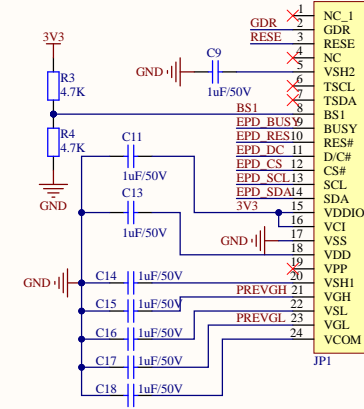 1 NC_1
GDR 2 GDR
RESE 3 RESE
3V3
C9
4 NC
GND 5 VSH2
1uF/50V
R3
4.7K
6 TSCL
7 TSDA
BS1 8 BS1
EPD_BUSY 9 BUSY
R4
4.7K
C11
EPD_RES 10 RES#
EPD_DC 11 D/C#
EPD_CS 12 CS#
1uF/50V
EPD_SCL 13 SCL
GND
C13
EPD_SDA 14 SDA
3V3 15 VDDIO
16 VCI
1uF/50V
GND 17 VSS
18 VDD
19 VPP
GND C14 1uF/50V 20 VSH1
PREVGH 21 VGH
C15 1uF/50V
22 VSL
PREVGL 23 VGL
C16 1uF/50V
24 VCOM
C17 1uF/50V
JP1
C18 1uF/50V